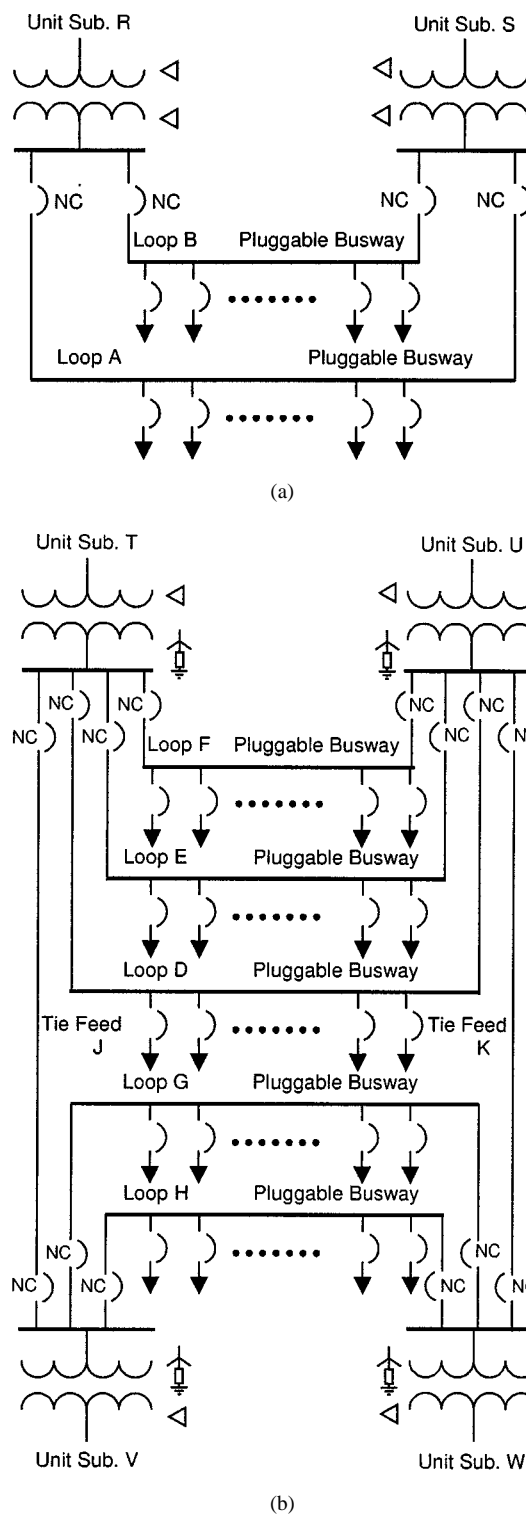 Unit Sub. R Unit Sub. S
NC NC NC NC
Loop B Pluggable Busway
Loop A Pluggable Busway
(a)
Unit Sub. T Unit Sub. U
NC NC NC NC
NC NC NC
Loop F Pluggable Busway
Loop E Pluggable Busway
Loop D Pluggable Busway
Tie Feed J Tie Feed K
Loop G Pluggable Busway
Loop H Pluggable Busway
NC NC
NC NC NC NC
Unit Sub. V Unit Sub. W
(b)